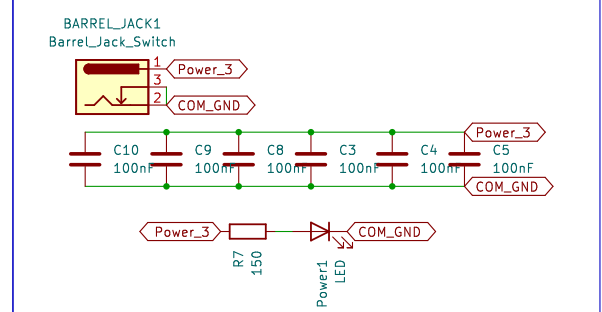 BARREL_JACK1
Barrel_Jack_Switch
1 Power_3
3
2 COM_GND
Power_3
C10 C9 C8 C3 C4 C5
100nF 100nF 100nF 100nF 100nF 100nF
COM_GND
Power_3 COM_GND
R7
150
Power1
LED